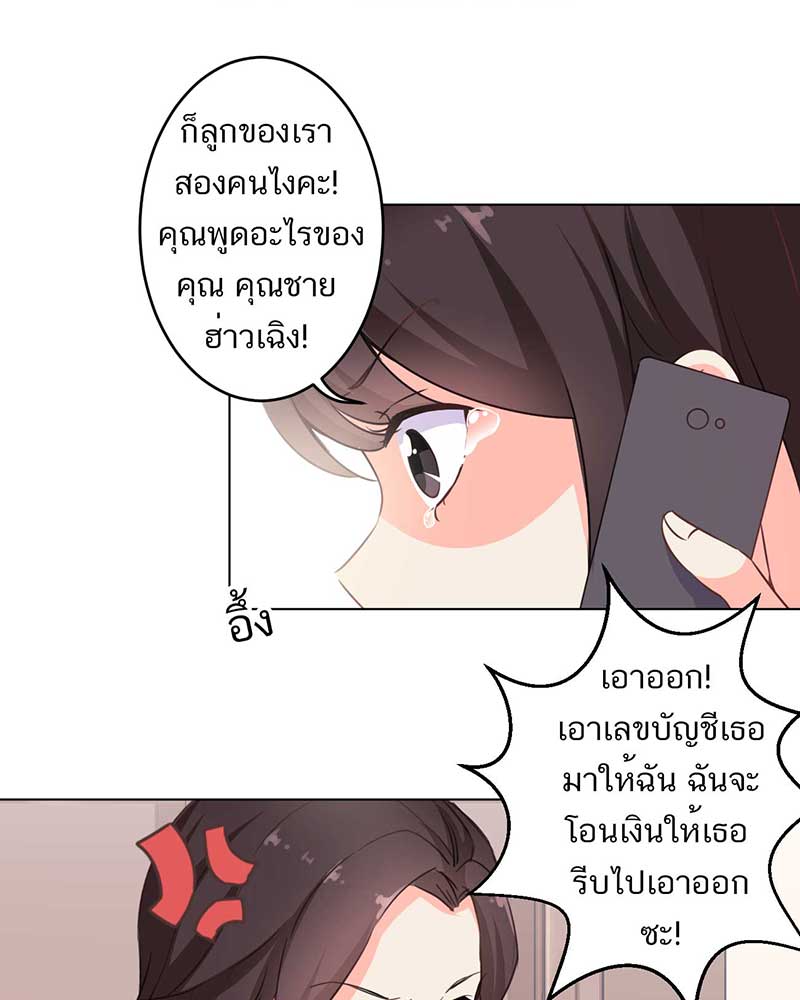 ก็ลูกของเรา
สองคนไงคะ!
คุณพูดอะไรของ
คุณ คุณชาย
ฮ่าวเฉิง!
อึ้ง
เอาออก!
เอาเลขบัญชีเธอ
มาให้ฉัน ฉันจะ
โอนเงินให้เธอ
รีบไปเอาออก
ซะ!